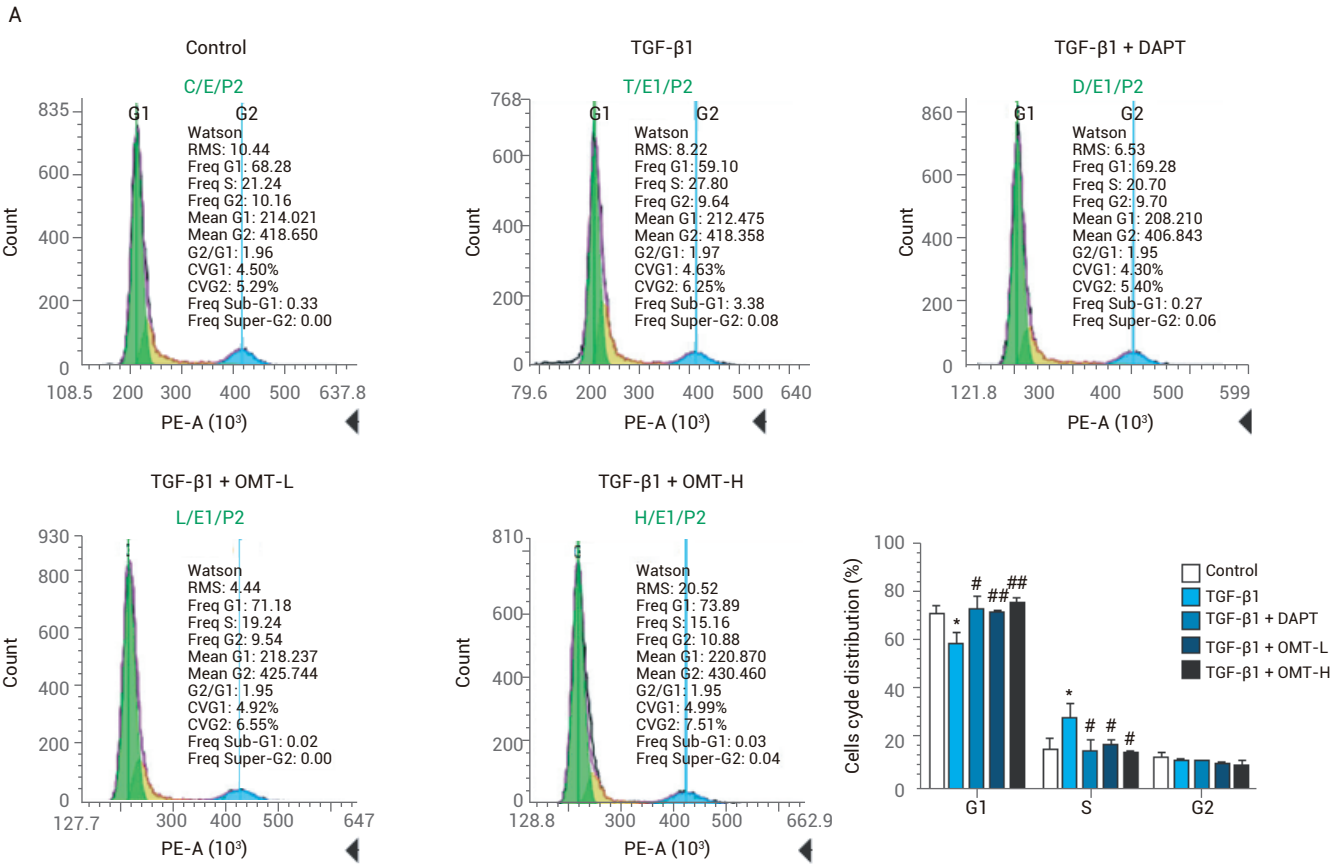 A
Control
C/E/P2
835
600
400
200
0
Count
G1
G2
Watson
RMS: 10.44
Freq G1: 68.28
Freq S: 21.24
Freq G2: 10.16
Mean G1: 214.021
Mean G2: 418.650
G2/G1: 1.96
CVG1: 4.50%
CVG2: 5.29%
Freq Sub-G1: 0.33
Freq Super-G2: 0.00
108.5 200 300 400 500 637.8
PE-A (10³)
TGF-β1
T/E1/P2
768
600
400
200
0
Count
G1
G2
Watson
RMS: 8.22
Freq G1: 59.10
Freq S: 27.80
Freq G2: 9.64
Mean G1: 212.475
Mean G2: 418.358
G2/G1: 1.97
CVG1: 4.63%
CVG2: 6.25%
Freq Sub-G1: 3.38
Freq Super-G2: 0.08
79.6 200 300 400 500 640
PE-A (10³)
TGF-β1 + DAPT
D/E1/P2
860
600
400
200
0
Count
G1
G2
Watson
RMS: 6.53
Freq G1: 69.28
Freq S: 20.70
Freq G2: 9.70
Mean G1: 208.210
Mean G2: 406.843
G2/G1: 1.95
CVG1: 4.30%
CVG2: 5.40%
Freq Sub-G1: 0.27
Freq Super-G2: 0.06
121.8 300 400 500 599
PE-A (10³)
TGF-β1 + OMT-L
L/E1/P2
930
800
600
400
200
0
Count
Watson
RMS: 4.44
Freq G1: 71.18
Freq S: 19.24
Freq G2: 9.54
Mean G1: 218.237
Mean G2: 425.744
G2/G1: 1.95
CVG1: 4.92%
CVG2: 6.55%
Freq Sub-G1: 0.02
Freq Super-G2: 0.00
127.7 300 400 500 647
PE-A (10³)
TGF-β1 + OMT-H
H/E1/P2
810
600
400
200
0
Count
Watson
RMS: 20.52
Freq G1: 73.89
Freq S: 15.16
Freq G2: 10.88
Mean G1: 220.870
Mean G2: 430.460
G2/G1: 1.95
CVG1: 4.99%
CVG2: 7.51%
Freq Sub-G1: 0.03
Freq Super-G2: 0.04
128.8 300 400 500 662.9
PE-A (10³)
Cells cyde distribution (%)
100
80
60
40
20
0
* # ## ##
* # # #
G1 S G2
Control
TGF-β1
TGF-β1 + DAPT
TGF-β1 + OMT-L
TGF-β1 + OMT-H